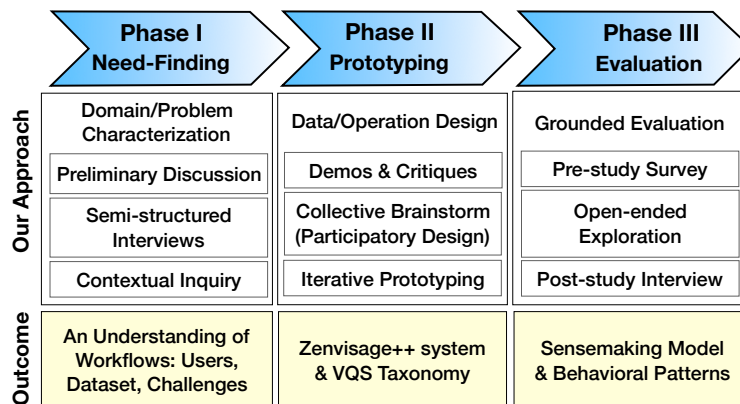 Phase I
Need-Finding
Phase II
Prototyping
Phase III
Evaluation
Our Approach
Domain/Problem
Characterization
Preliminary Discussion
Semi-structured
Interviews
Contextual Inquiry
Data/Operation Design
Demos & Critiques
Collective Brainstorm
(Participatory Design)
Iterative Prototyping
Grounded Evaluation
Pre-study Survey
Open-ended
Exploration
Post-study Interview
Outcome
An Understanding of
Workflows: Users,
Dataset, Challenges
Zenvisage++ system
& VQS Taxonomy
Sensemaking Model
& Behavioral Patterns